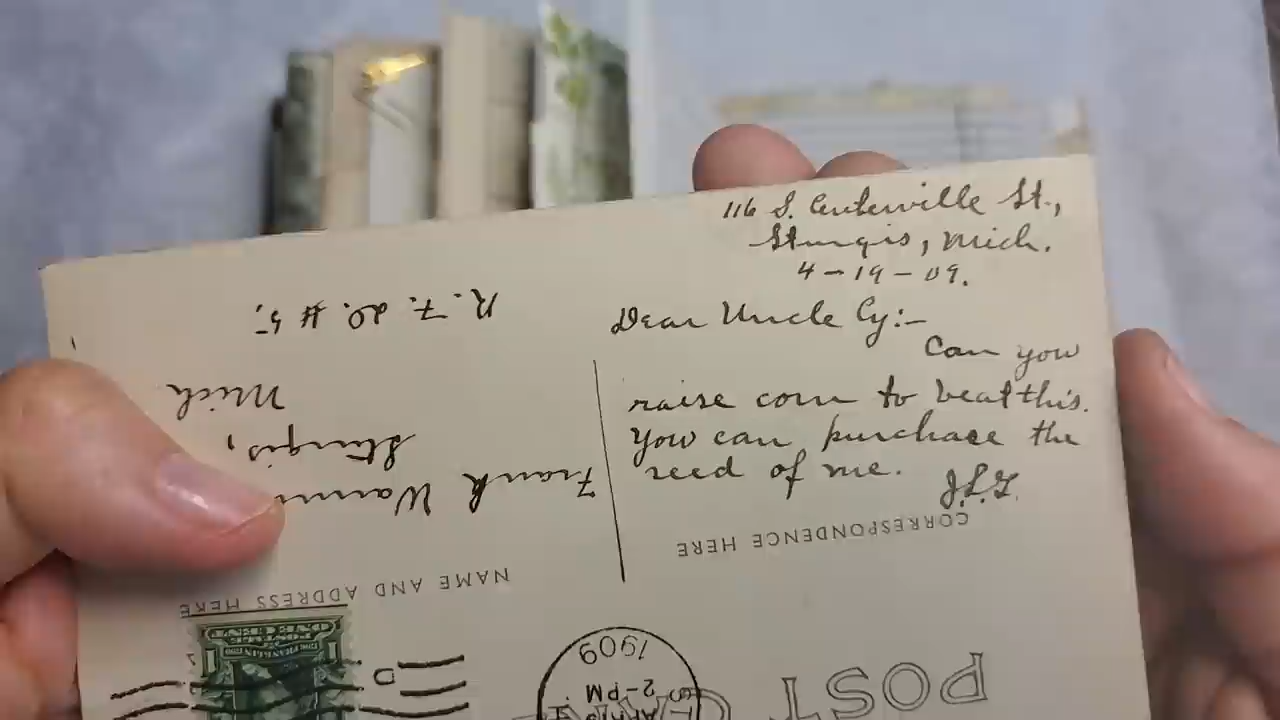 116 S. Centerville St.,
Sturgis, Mich.
4-19-09.
Dear Uncle Cy:-
Can you
raise corn to beat this.
You can purchase the
seed of me.
J.L.G.
CORRESPONDENCE HERE
R. F. D. # 5,
Mich
Sturgis,
Frank
NAME AND ADDRESS HERE
POST
1909
2-PM
APR